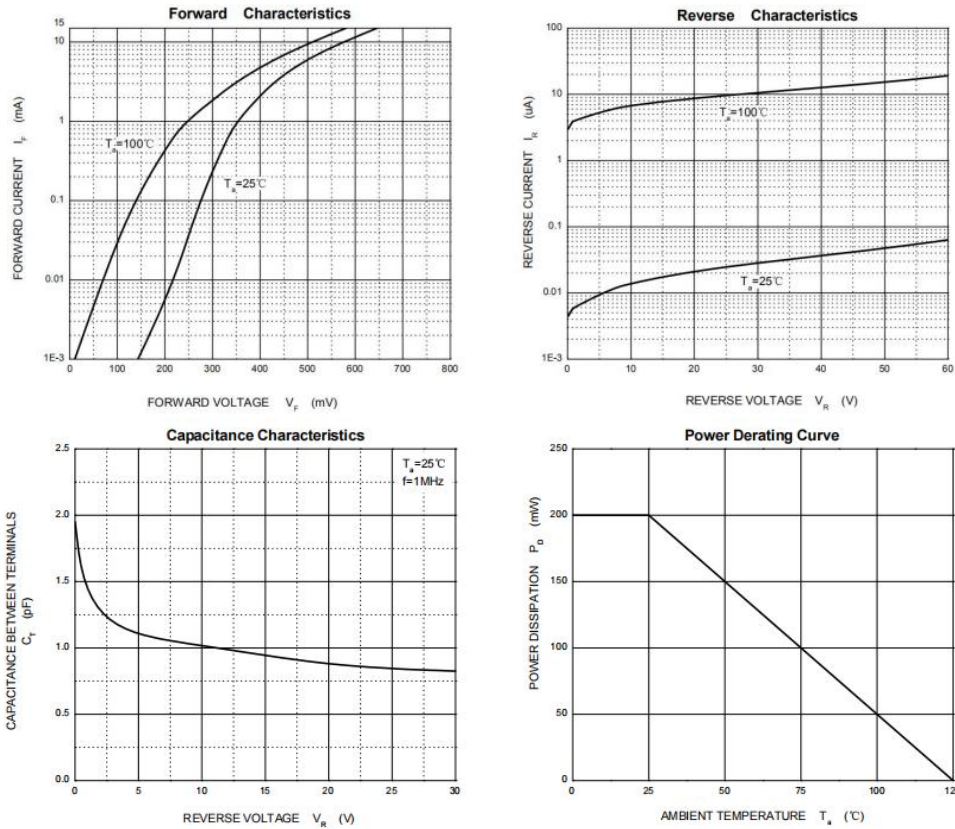 Forward Characteristics
15
10
1
0.1
0.01
1E-3
FORWARD CURRENT I_F (mA)
T_a=100℃
T_a=25℃
0 100 200 300 400 500 600 700 800
FORWARD VOLTAGE V_F (mV)
Reverse Characteristics
100
10
1
0.1
0.01
1E-3
REVERSE CURRENT I_R (uA)
T_a=100℃
T_a=25℃
0 10 20 30 40 50 60
REVERSE VOLTAGE V_R (V)
Capacitance Characteristics
2.5
2.0
1.5
1.0
0.5
0.0
CAPACITANCE BETWEEN TERMINALS
C_T (pF)
T_a=25℃
f=1MHz
0 5 10 15 20 25 30
REVERSE VOLTAGE V_R (V)
Power Derating Curve
250
200
150
100
50
0
POWER DISSIPATION P_D (mW)
0 25 50 75 100 12
AMBIENT TEMPERATURE T_a (℃)